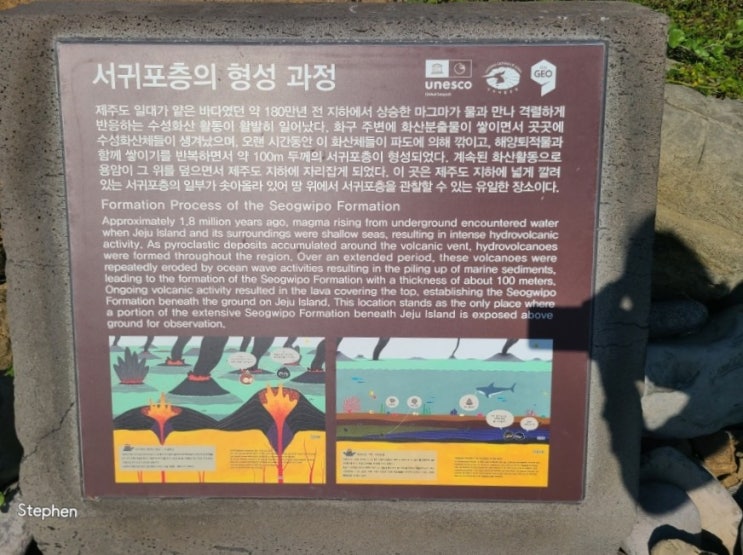 서귀포층의 형성 과정
unesco
GEO
제주도 일대가 얕은 바다였던 약 180만년 전 지하에서 상승한 마그마가 물과 만나 격렬하게
반응하는 수성화산 활동이 활발히 일어났다. 화구 주변에 화산분출물이 쌓이면서 곳곳에
수성화산체들이 생겨났으며, 오랜 시간동안 이 화산체들이 파도에 의해 깎이고, 해양퇴적물과
함께 쌓이기를 반복하면서 약 100m 두께의 서귀포층이 형성되었다. 계속된 화산활동으로
용암이 그 위를 덮으면서 제주도 지하에 자리잡게 되었다. 이 곳은 제주도 지하에 넓게 깔려
있는 서귀포층의 일부가 솟아올라 있어 땅 위에서 서귀포층을 관찰할 수 있는 유일한 장소이다.
Formation Process of the Seogwipo Formation
Approximately 1.8 million years ago, magma rising from underground encountered water
when Jeju Island and its surroundings were shallow seas, resulting in intense hydrovolcanic
activity. As pyroclastic deposits accumulated around the volcanic vent, hydrovolcanoes
were formed throughout the region. Over an extended period, these volcanoes were
repeatedly eroded by ocean wave activities resulting in the piling up of marine sediments,
leading to the formation of the Seogwipo Formation with a thickness of about 100 meters.
Ongoing volcanic activity resulted in the lava covering the top, establishing the Seogwipo
Formation beneath the ground on Jeju Island. This location stands as the only place where
a portion of the extensive Seogwipo Formation beneath Jeju Island is exposed above
ground for observation.
Stephen